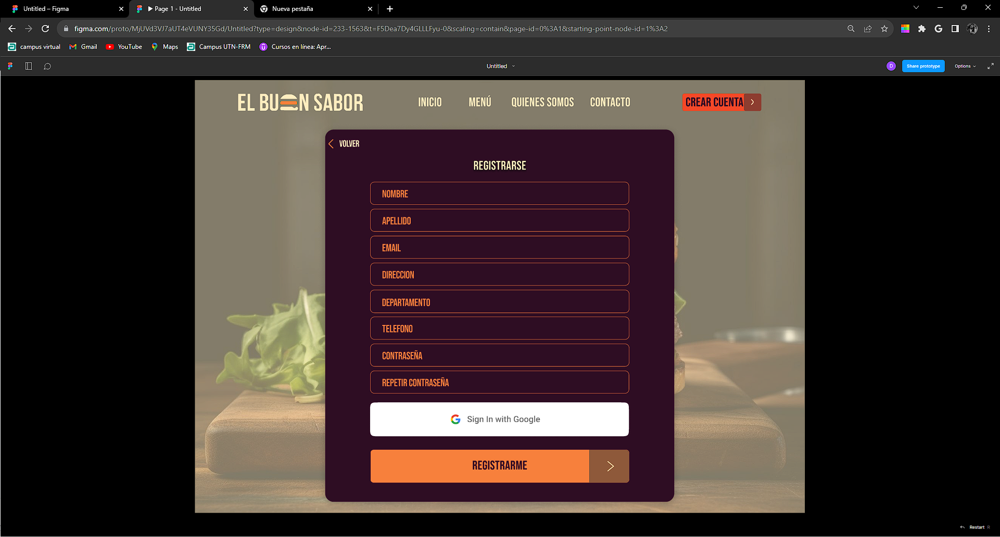 Untitled – Figma
Page 1 - Untitled
Nueva pestaña
figma.com/proto/MjUVd3VJ7aUT4eVUNY35Gd/Untitled?type=design&node-id=233-1563&t=F5Dea7Dy4GLLLFyu-0&scaling=contain&page-id=0%3A1&starting-point-node-id=1%3A2
campus virtual
Gmail
YouTube
Maps
Campus UTN-FRM
Cursos en línea: Apr...
Untitled
D
Share prototype
Options
EL BUEN SABOR
INICIO
MENÚ
QUIENES SOMOS
CONTACTO
CREAR CUENTA
VOLVER
REGISTRARSE
NOMBRE
APELLIDO
EMAIL
DIRECCION
DEPARTAMENTO
TELEFONO
CONTRASEÑA
REPETIR CONTRASEÑA
Sign In with Google
REGISTRARME
Restart R